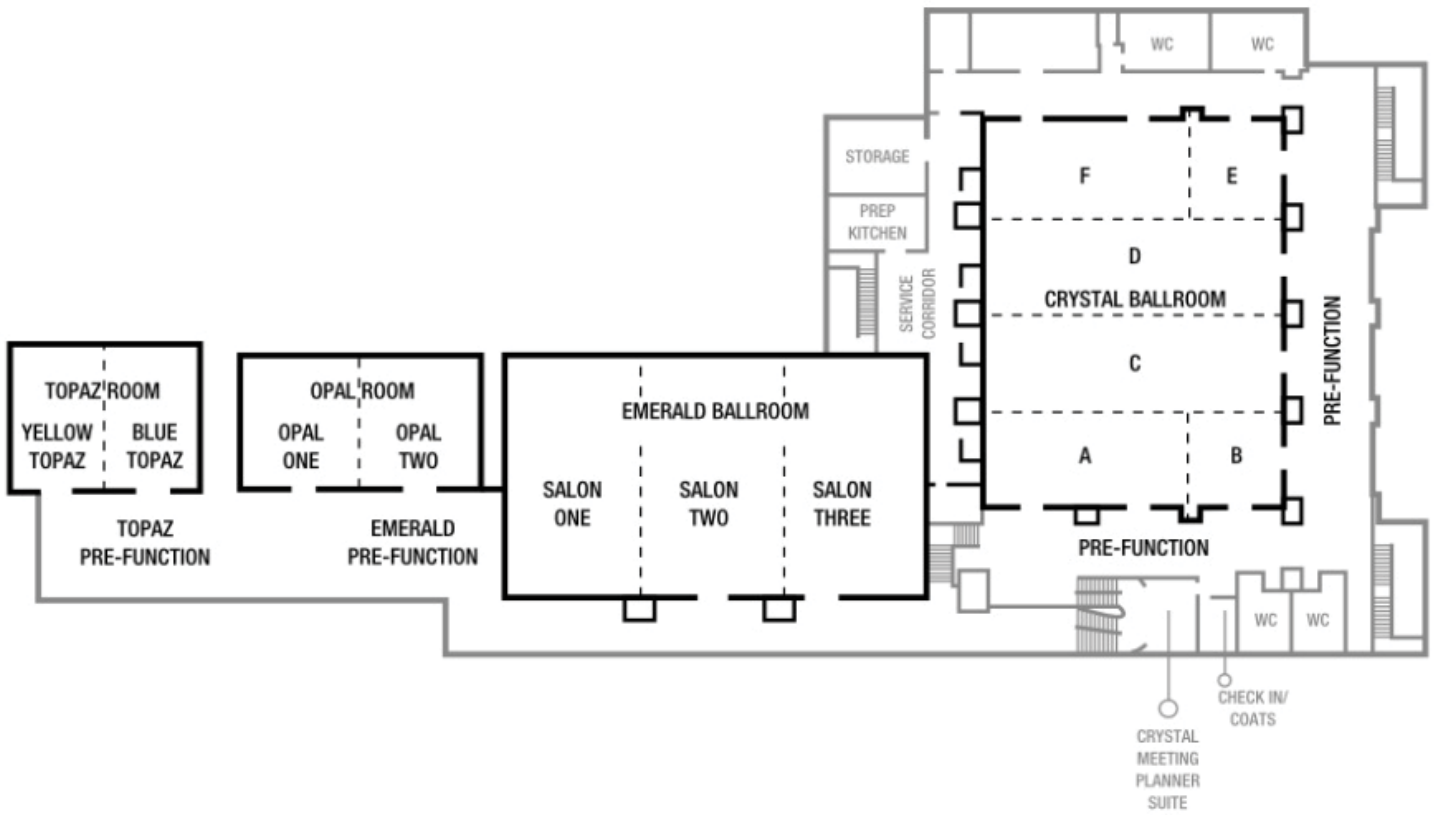 WC
WC
STORAGE
PREP
KITCHEN
SERVICE
CORRIDOR
F
E
D
CRYSTAL BALLROOM
C
A
B
PRE-FUNCTION
PRE-FUNCTION
TOPAZ ROOM
YELLOW
TOPAZ
BLUE
TOPAZ
OPAL ROOM
OPAL
ONE
OPAL
TWO
EMERALD BALLROOM
SALON
ONE
SALON
TWO
SALON
THREE
TOPAZ
PRE-FUNCTION
EMERALD
PRE-FUNCTION
WC
WC
CHECK IN/
COATS
CRYSTAL
MEETING
PLANNER
SUITE